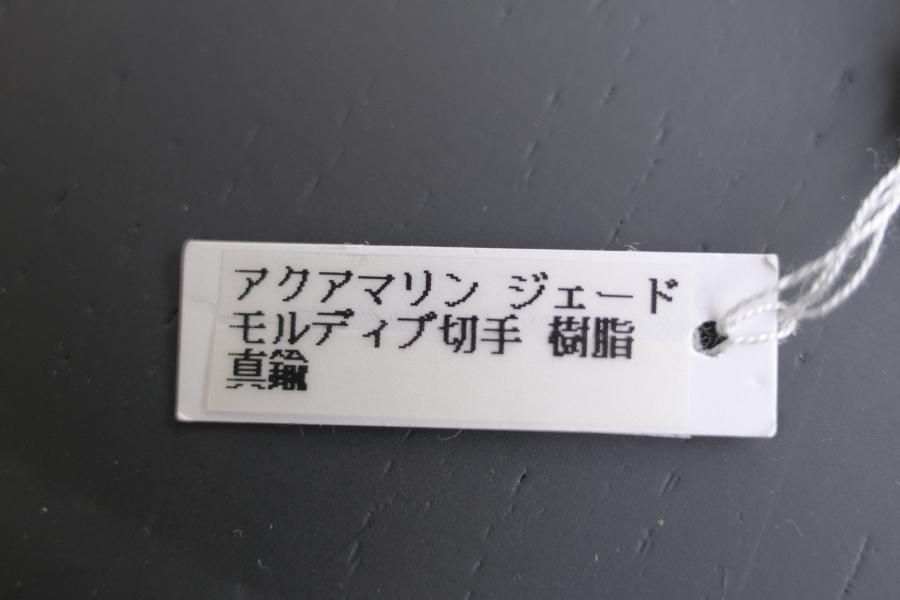 アクアマリン ジェード
モルディブ切手 樹脂
真鍮